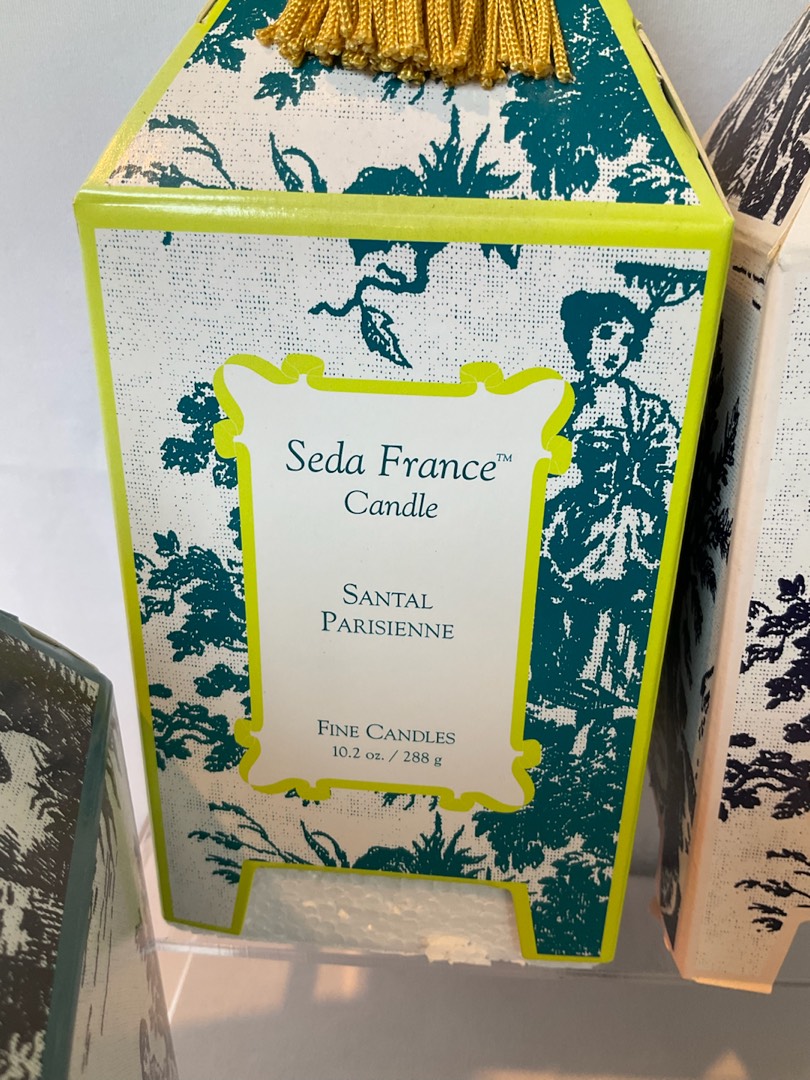 Seda France™
Candle
SANTAL
PARISIENNE
FINE CANDLES
10.2 oz. / 288 g